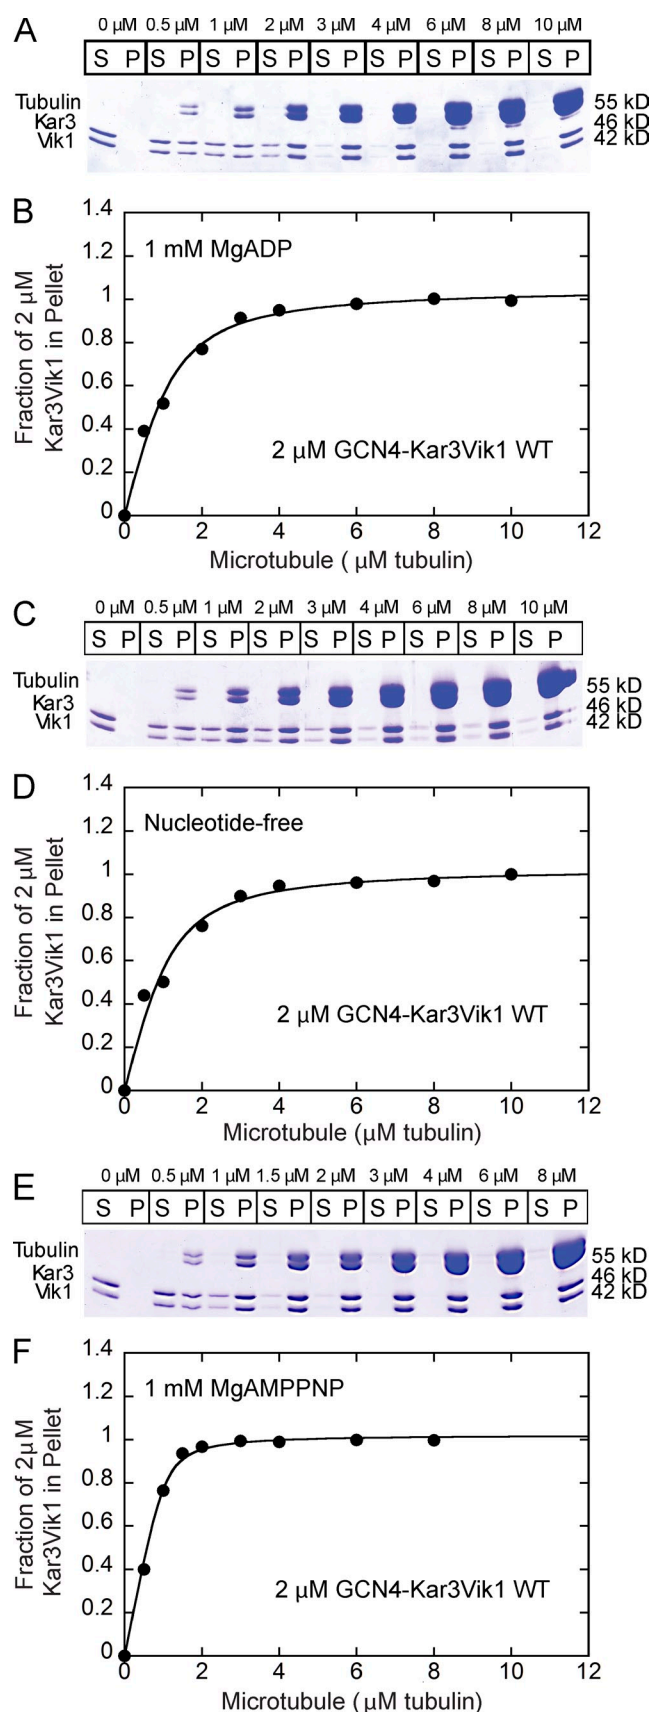 A
0 μM 0.5 μM 1 μM 2 μM 3 μM 4 μM 6 μM 8 μM 10 μM
S P S P S P S P S P S P S P S P S P
Tubulin
Kar3
Vik1
55 kD
46 kD
42 kD
B
1.4
1.2
1
0.8
0.6
0.4
0.2
0
Fraction of 2 μM
Kar3Vik1 in Pellet
1 mM MgADP
2 μM GCN4-Kar3Vik1 WT
0 2 4 6 8 10 12
Microtubule ( μM tubulin)
C
0 μM 0.5 μM 1 μM 2 μM 3 μM 4 μM 6 μM 8 μM 10 μM
S P S P S P S P S P S P S P S P S P
Tubulin
Kar3
Vik1
55 kD
46 kD
42 kD
D
1.4
1.2
1
0.8
0.6
0.4
0.2
0
Fraction of 2 μM
Kar3Vik1 in Pellet
Nucleotide-free
2 μM GCN4-Kar3Vik1 WT
0 2 4 6 8 10 12
Microtubule (μM tubulin)
E
0 μM 0.5 μM 1 μM 1.5 μM 2 μM 3 μM 4 μM 6 μM 8 μM
S P S P S P S P S P S P S P S P S P
Tubulin
Kar3
Vik1
55 kD
46 kD
42 kD
F
1.4
1.2
1
0.8
0.6
0.4
0.2
0
Fraction of 2μM
Kar3Vik1 in Pellet
1 mM MgAMPPNP
2 μM GCN4-Kar3Vik1 WT
0 2 4 6 8 10 12
Microtubule (μM tubulin)